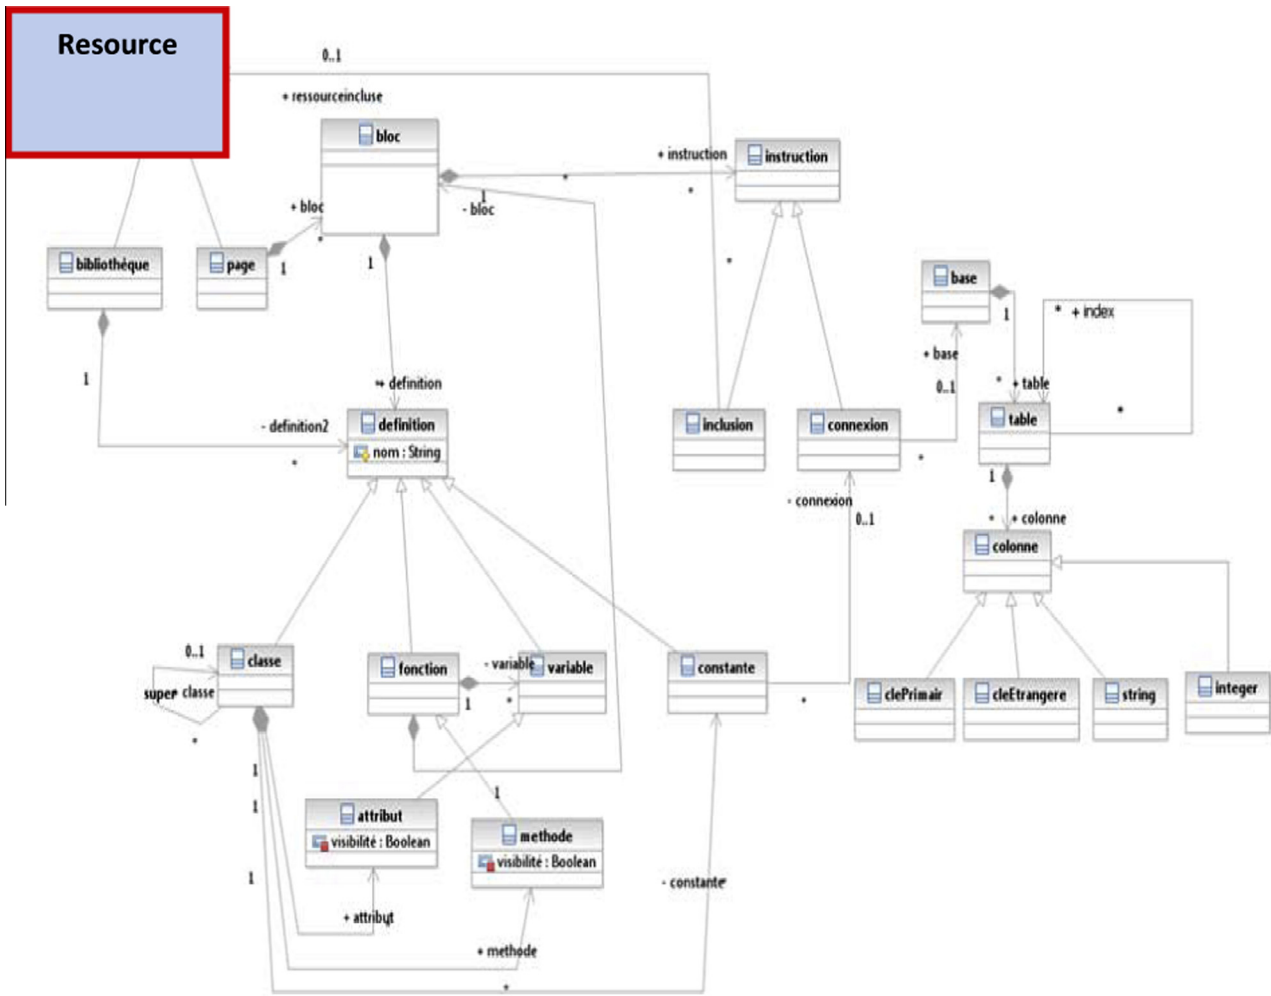 Resource
0..1
+ ressourceincluse
bloc
+ instruction
*
*
instruction
1
- bloc
+ bloc
*
1
1
bibliothéque
page
*
base
1
* + index
+ base
0..1
* + table
*
1
definition
- definition2
*
definition
nom : String
inclusion
connexion
*
table
1
- connexion
0..1
* + colonne
colonne
0..1
classe
super classe
*
fonction
- variable
1
*
variable
constante
*
clePrimair
cleEtrangere
string
integer
1
1
1
1
attribut
visibilité : Boolean
methode
visibilité : Boolean
- constante
+ attribut
+ methode
*